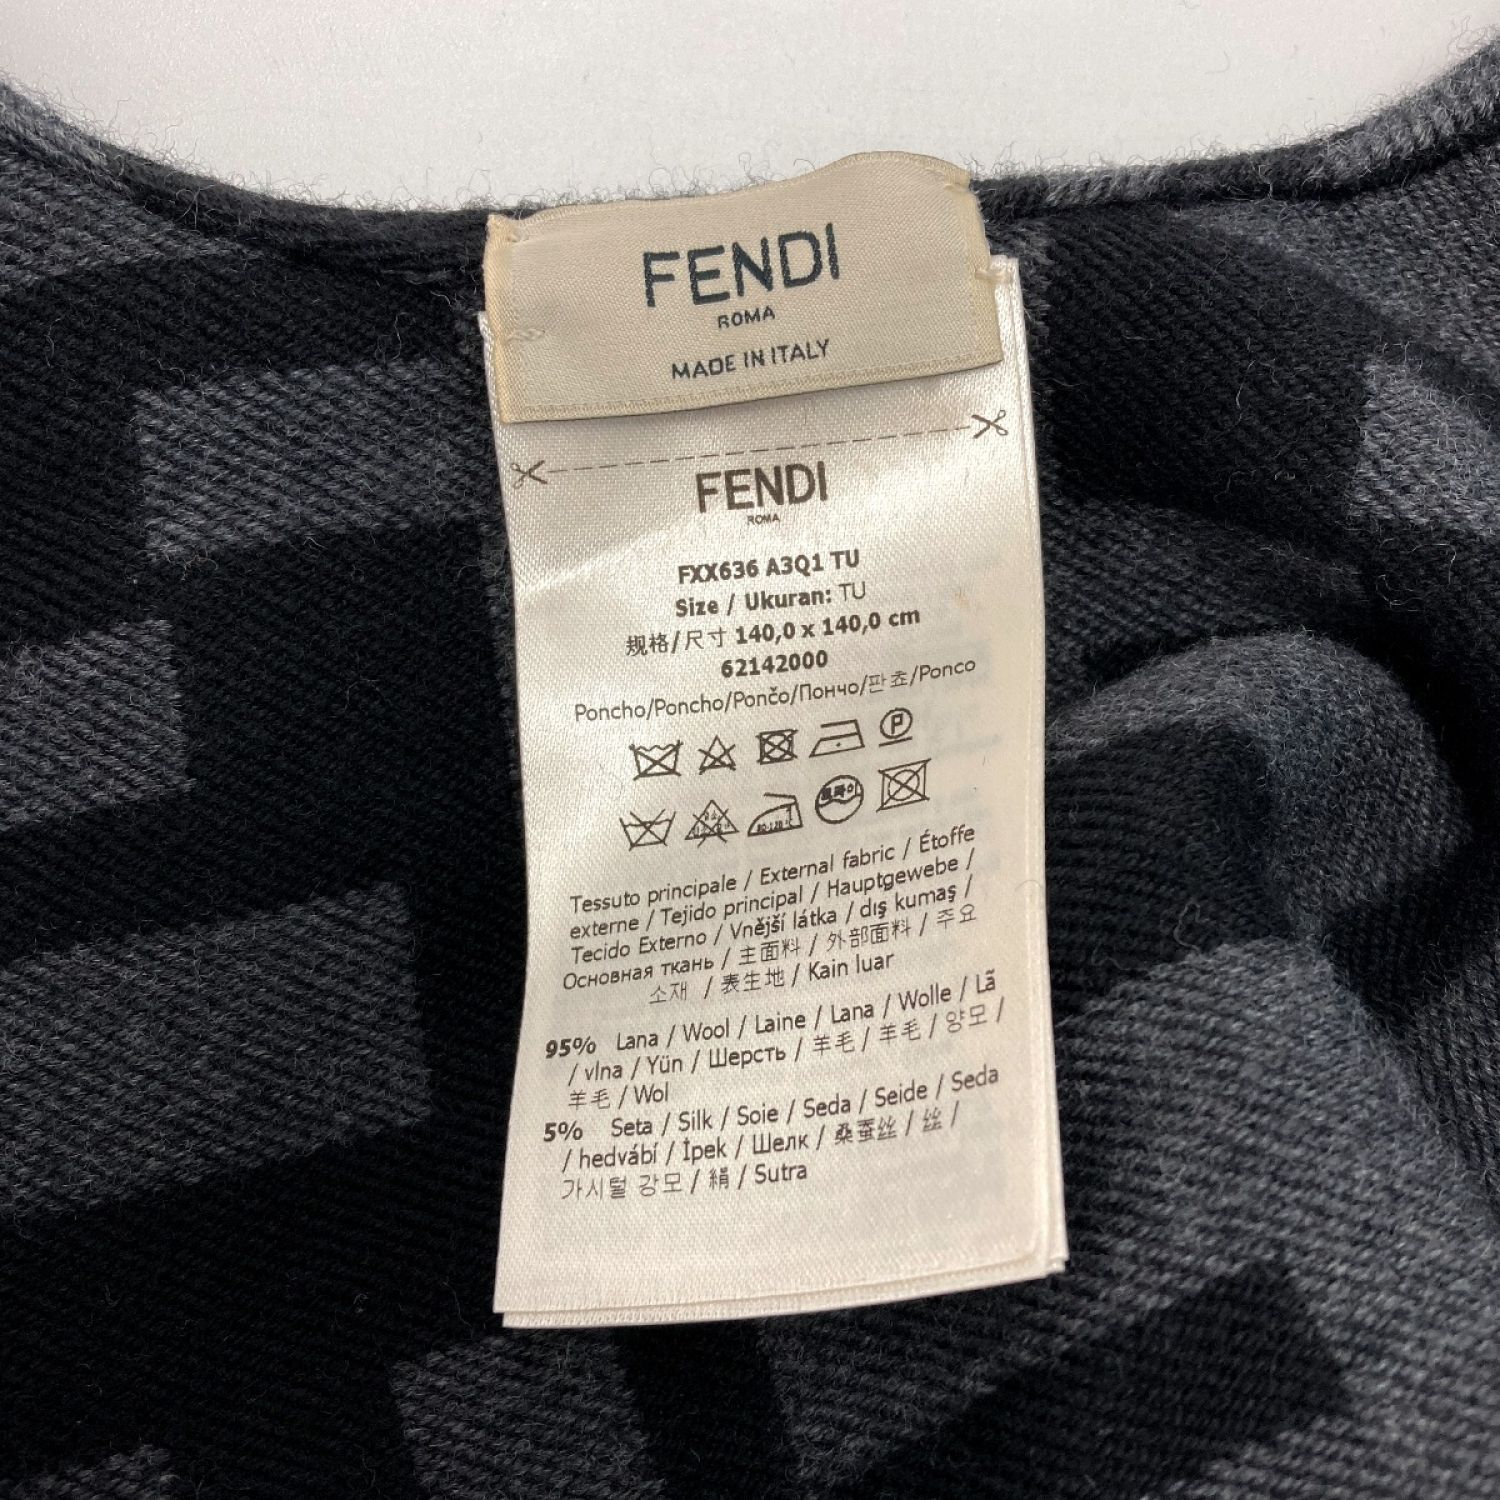 FENDI
ROMA
MADE IN ITALY
FENDI
ROMA
FXX636 A3Q1 TU
Size / Ukuran: TU
规格/尺寸 140,0 x 140,0 cm
62142000
Poncho/Poncho/Pončo/Пончо/판초/Ponco
P
드라이
Tessuto principale / External fabric / Étoffe
externe / Tejido principal / Hauptgewebe /
Tecido Externo / Vnější látka / dış kumaş /
Основная ткань / 主面料 / 外部面料 / 주요
소재 / 表生地 / Kain luar
95% Lana / Wool / Laine / Lana / Wolle / Lã
/ vlna / Yün / Шерсть / 羊毛 / 羊毛 / 양모 /
羊毛 / Wol
5% Seta / Silk / Soie / Seda / Seide / Seda
/ hedvábí / İpek / Шелк / 桑蚕丝 / 丝 /
가시털 강모 / 絹 / Sutra